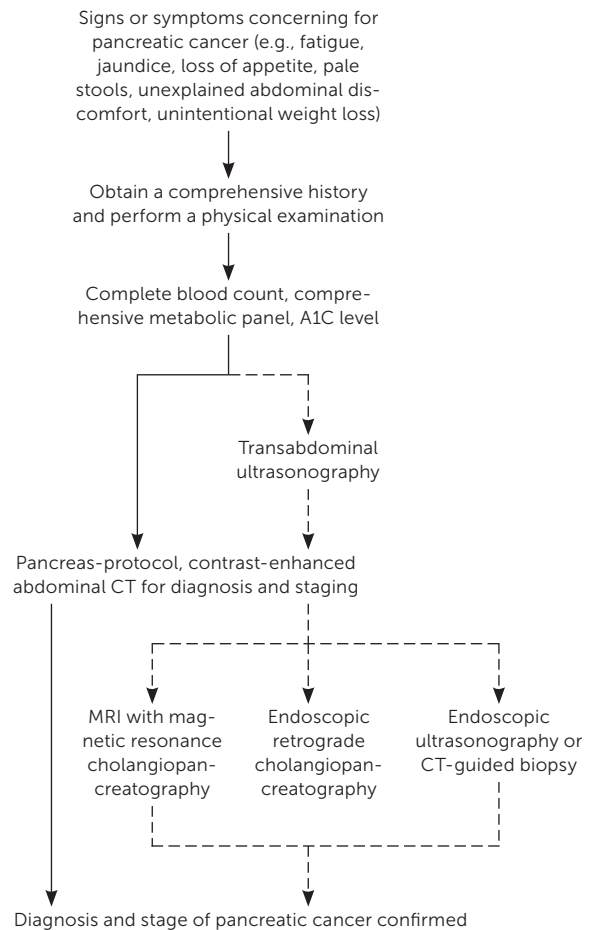 Signs or symptoms concerning for
pancreatic cancer (e.g., fatigue,
jaundice, loss of appetite, pale
stools, unexplained abdominal dis-
comfort, unintentional weight loss)
Obtain a comprehensive history
and perform a physical examination
Complete blood count, compre-
hensive metabolic panel, A1C level
Transabdominal
ultrasonography
Pancreas-protocol, contrast-enhanced
abdominal CT for diagnosis and staging
MRI with mag-
netic resonance
cholangiopan-
creatography
Endoscopic
retrograde
cholangiopan-
creatography
Endoscopic
ultrasonography or
CT-guided biopsy
Diagnosis and stage of pancreatic cancer confirmed